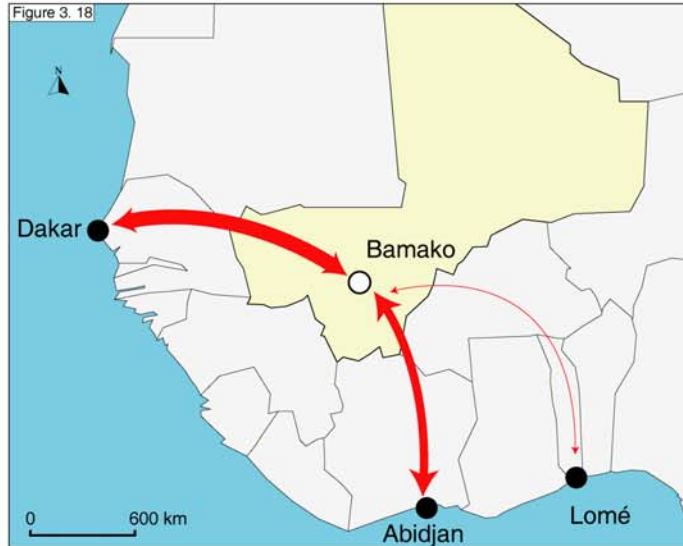 Figure 3. 18
N
Dakar
Bamako
Lomé
Abidjan
0 600 km